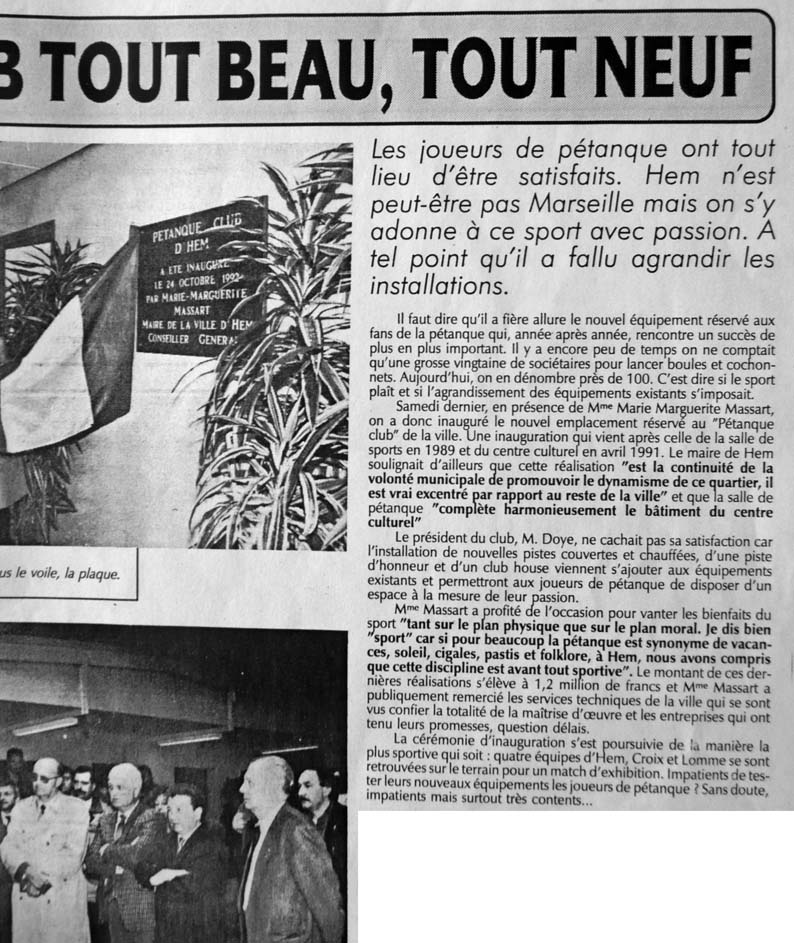 B TOUT BEAU, TOUT NEUF
PETANQUE CLUB
D'HEM
A ETE INAUGURE
LE 24 OCTOBRE 1992
PAR MARIE-MARGUERITE
MASSART
MAIRE DE LA VILLE D'HEM
CONSEILLER GENERAL
us le voile, la plaque.
Les joueurs de pétanque ont tout
lieu d'être satisfaits. Hem n'est
peut-être pas Marseille mais on s'y
adonne à ce sport avec passion. A
tel point qu'il a fallu agrandir les
installations.
Il faut dire qu'il a fière allure le nouvel équipement réservé aux
fans de la pétanque qui, année après année, rencontre un succès de
plus en plus important. Il y a encore peu de temps on ne comptait
qu'une grosse vingtaine de sociétaires pour lancer boules et cochon-
nets. Aujourd'hui, on en dénombre près de 100. C'est dire si le sport
plaît et si l'agrandissement des équipements existants s'imposait.
Samedi dernier, en présence de Mme Marie Marguerite Massart,
on a donc inauguré le nouvel emplacement réservé au "Pétanque
club" de la ville. Une inauguration qui vient après celle de la salle de
sports en 1989 et du centre culturel en avril 1991. Le maire de Hem
soulignait d'ailleurs que cette réalisation "est la continuité de la
volonté municipale de promouvoir le dynamisme de ce quartier, il
est vrai excentré par rapport au reste de la ville" et que la salle de
pétanque "complète harmonieusement le bâtiment du centre
culturel"
Le président du club, M. Doye, ne cachait pas sa satisfaction car
l'installation de nouvelles pistes couvertes et chauffées, d'une piste
d'honneur et d'un club house viennent s'ajouter aux équipements
existants et permettront aux joueurs de pétanque de disposer d'un
espace à la mesure de leur passion.
Mme Massart a profité de l'occasion pour vanter les bienfaits du
sport "tant sur le plan physique que sur le plan moral. Je dis bien
"sport" car si pour beaucoup la pétanque est synonyme de vacan-
ces, soleil, cigales, pastis et folklore, à Hem, nous avons compris
que cette discipline est avant tout sportive". Le montant de ces der-
nières réalisations s'élève à 1,2 million de francs et Mme Massart a
publiquement remercié les services techniques de la ville qui se sont
vus confier la totalité de la maîtrise d'œuvre et les entreprises qui ont
tenu leurs promesses, question délais.
La cérémonie d'inauguration s'est poursuivie de la manière la
plus sportive qui soit : quatre équipes d'Hem, Croix et Lomme se sont
retrouvées sur le terrain pour un match d'exhibition. Impatients de tes-
ter leurs nouveaux équipements les joueurs de pétanque ? Sans doute,
impatients mais surtout très contents...